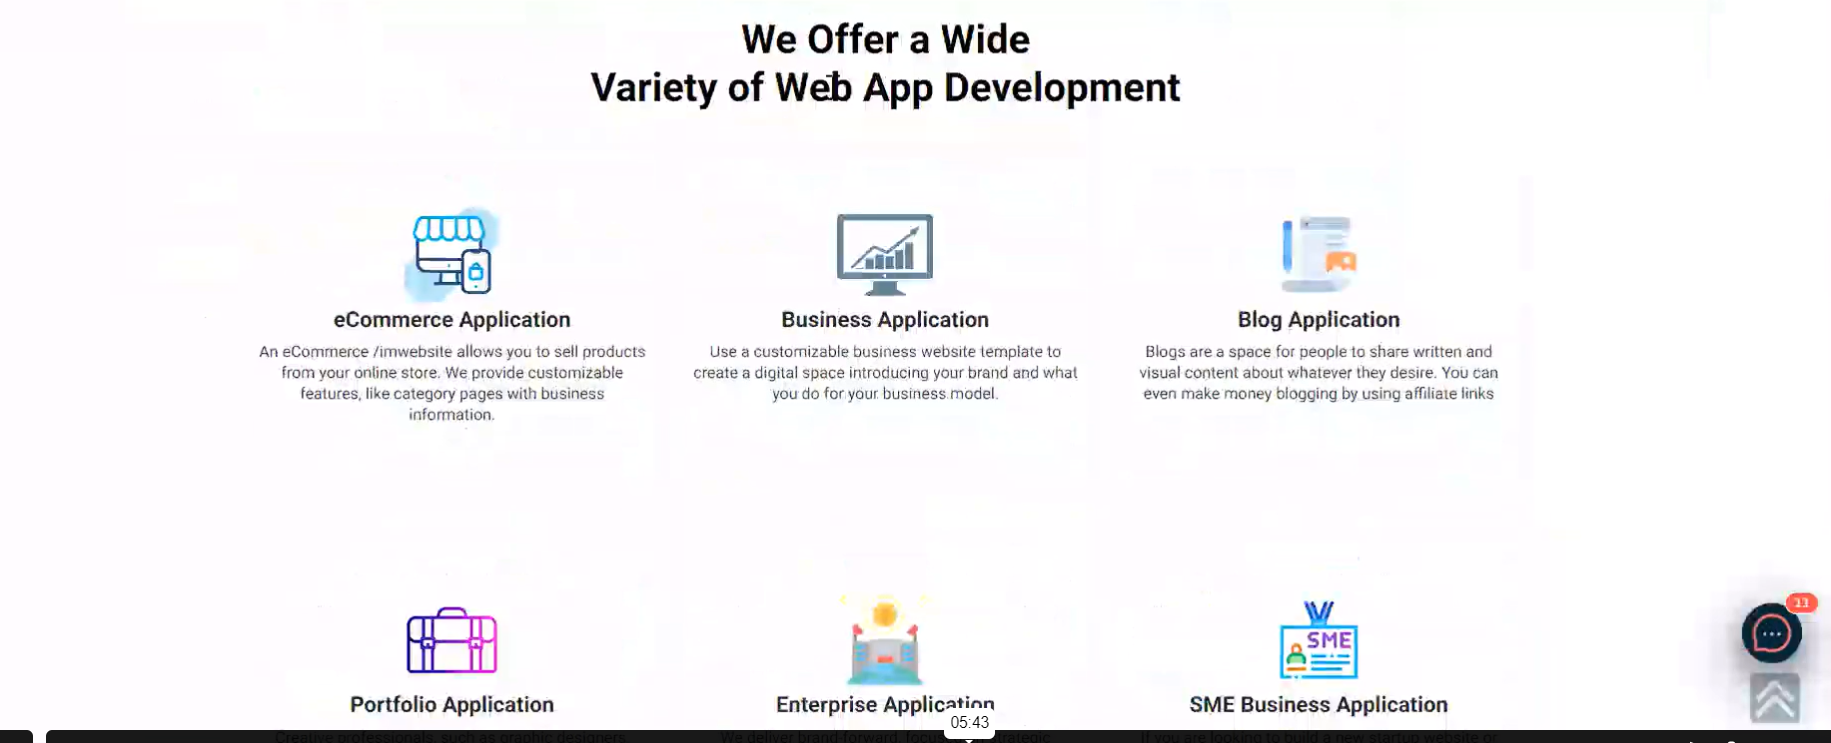 We Offer a Wide
Variety of Web App Development
eCommerce Application
An eCommerce /imwebsite allows you to sell products
from your online store. We provide customizable
features, like category pages with business
information.
Business Application
Use a customizable business website template to
create a digital space introducing your brand and what
you do for your business model.
Blog Application
Blogs are a space for people to share written and
visual content about whatever they desire. You can
even make money blogging by using affiliate links
11
SME
Portfolio Application
Enterprise Application
SME Business Application
05:43
Creative professionals, such as graphic designers,
We deliver brand-forward, focused, strategic
If you are looking to build a new startup website or